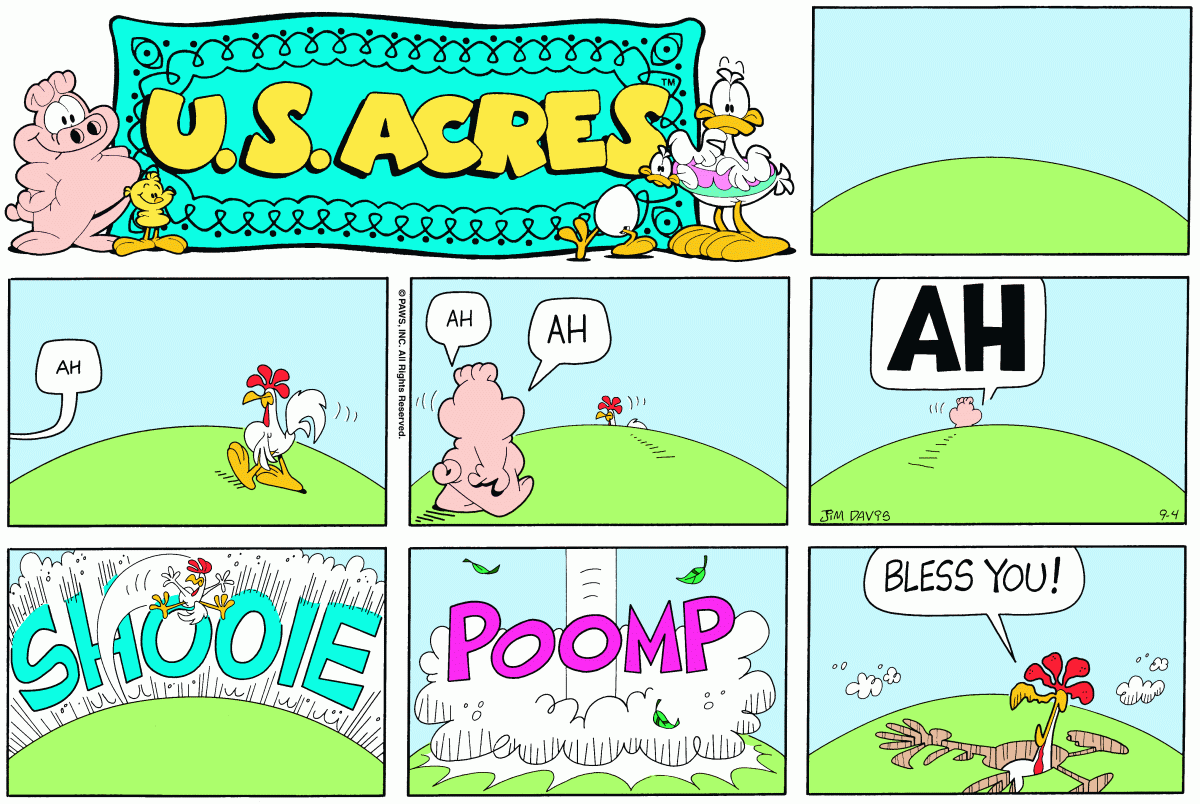 U.S. ACRES
TM
AH
© PAWS, INC. All Rights Reserved.
AH
AH
AH
JIM DAVIS
9-4
SHOOIE
POOMP
BLESS YOU!